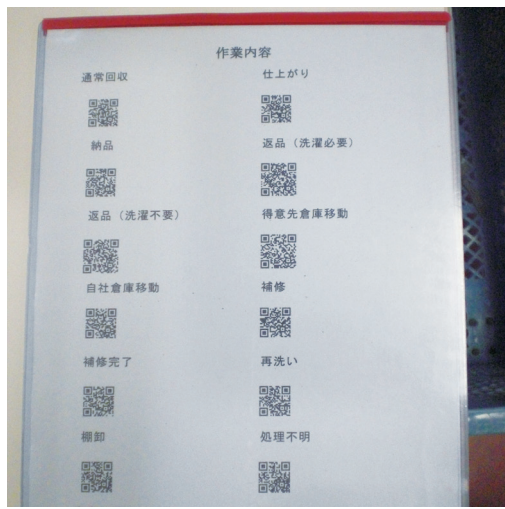 作業内容
通常回収
仕上がり
納品
返品（洗濯必要）
返品（洗濯不要）
得意先倉庫移動
自社倉庫移動
補修
補修完了
再洗い
棚卸
処理不明